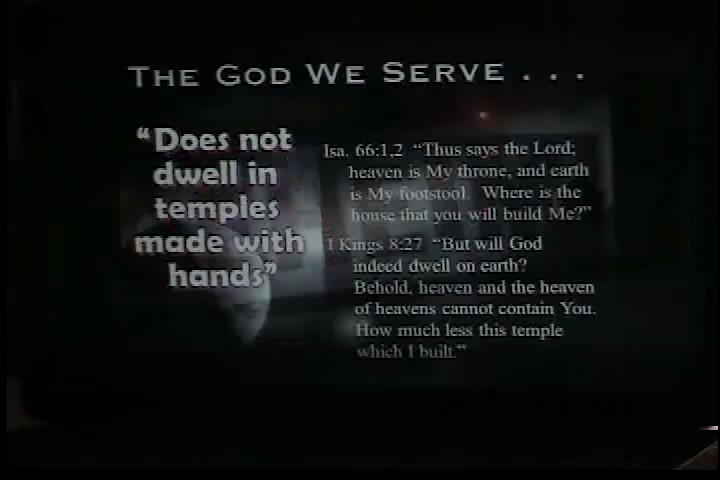 THE GOD WE SERVE . . .
“Does not
dwell in
temples
made with
hands”
Isa. 66:1,2 “Thus says the Lord;
heaven is My throne, and earth
is My footstool. Where is the
house that you will build Me?”
1 Kings 8:27 “But will God
indeed dwell on earth?
Behold, heaven and the heaven
of heavens cannot contain You.
How much less this temple
which I built.”